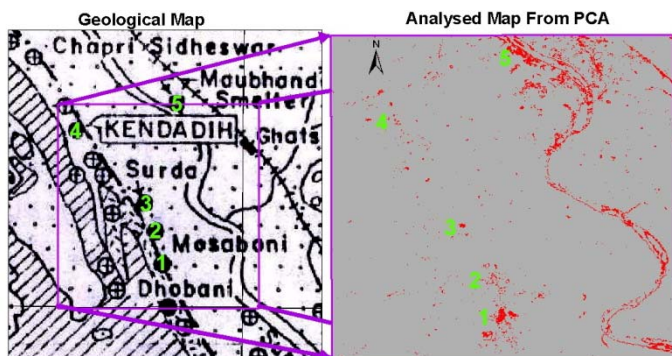 Geological Map
Analysed Map From PCA
Chapri Sidheswar
Maubhand
Smelter
5
KENDADIH
Ghats
4
Surda
3
2
Mosaboni
1
Dhobani
N
5
4
3
2
1